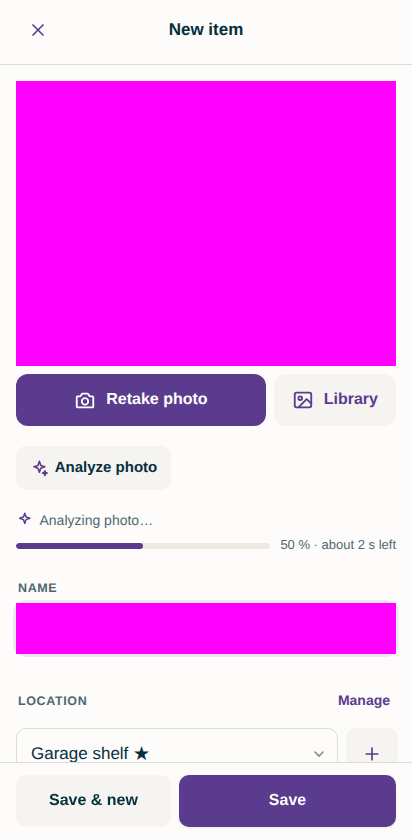 New item
Retake photo
Library
Analyze photo
Analyzing photo…
50 % · about 2 s left
NAME
LOCATION
Manage
Garage shelf ★
Save & new
Save